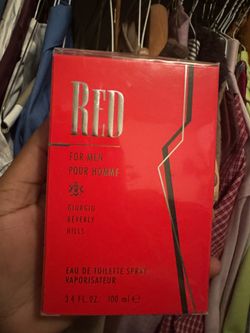 RED
FOR MEN
POUR HOMME
GIORGIO
BEVERLY
HILLS
EAU DE TOILETTE SPRAY
VAPORISATEUR
3.4 FL.OZ. 100 ml ℮